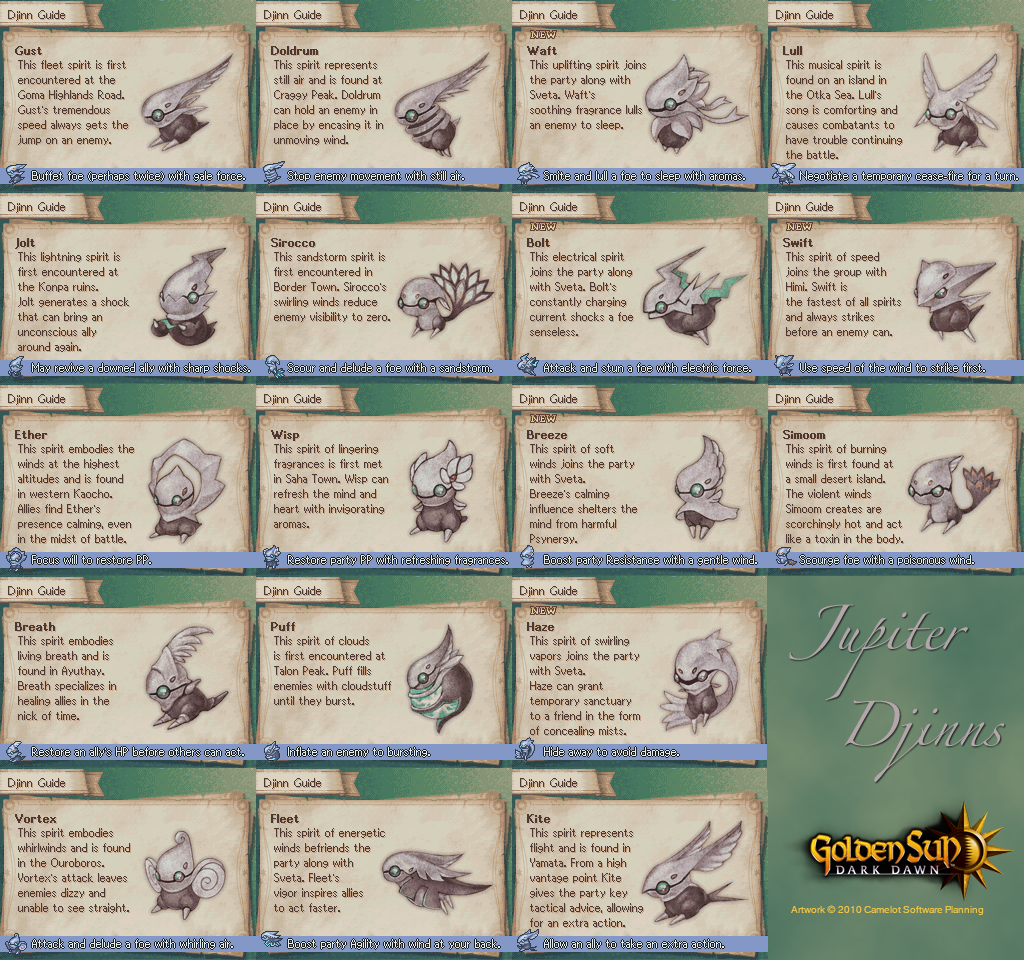 Djinn Guide
Gust
This fleet spirit is first
encountered at the
Goma Highlands Road.
Gust's tremendous
speed always gets the
jump on an enemy.
Buffet foe (perhaps twice) with gale force.
Djinn Guide
Doldrum
This spirit represents
still air and is found at
Craggy Peak. Doldrum
can hold an enemy in
place by encasing it in
unmoving wind.
Stop enemy movement with still air.
Djinn Guide
NEW
Waft
This uplifting spirit joins
the party along with
Sveta. Waft's
soothing fragrance lulls
an enemy to sleep.
Smite and lull a foe to sleep with aromas.
Djinn Guide
Lull
This musical spirit is
found on an island in
the Otka Sea. Lull's
song is comforting and
causes combatants to
have trouble continuing
the battle.
Negotiate a temporary cease-fire for a turn.
Djinn Guide
Jolt
This lightning spirit is
first encountered at
the Konpa ruins.
Jolt generates a shock
that can bring an
unconscious ally
around again.
May revive a downed ally with sharp shocks.
Djinn Guide
Sirocco
This sandstorm spirit is
first encountered in
Border Town. Sirocco's
swirling winds reduce
enemy visibility to zero.
Scour and delude a foe with a sandstorm.
Djinn Guide
NEW
Bolt
This electrical spirit
joins the party along
with Sveta. Bolt's
constantly charging
current shocks a foe
senseless.
Attack and stun a foe with electric force.
Djinn Guide
NEW
Swift
This spirit of speed
joins the group with
Himi. Swift is
the fastest of all spirits
and always strikes
before an enemy can.
Use speed of the wind to strike first.
Djinn Guide
Ether
This spirit embodies the
winds at the highest
altitudes and is found
in western Kaocho.
Allies find Ether's
presence calming, even
in the midst of battle.
Focus will to restore PP.
Djinn Guide
Wisp
This spirit of lingering
fragrances is first met
in Saha Town. Wisp can
refresh the mind and
heart with invigorating
aromas.
Restore party PP with refreshing fragrances.
Djinn Guide
NEW
Breeze
This spirit of soft
winds joins the party
with Sveta.
Breeze's calming
influence shelters the
mind from harmful
Psynergy.
Boost party Resistance with a gentle wind.
Djinn Guide
Simoom
This spirit of burning
winds is first found at
a small desert island.
The violent winds
Simoom creates are
scorchingly hot and act
like a toxin in the body.
Scourge foe with a poisonous wind.
Djinn Guide
Breath
This spirit embodies
living breath and is
found in Ayuthay.
Breath specializes in
healing allies in the
nick of time.
Restore an ally's HP before others can act.
Djinn Guide
Puff
This spirit of clouds
is first encountered at
Talon Peak. Puff fills
enemies with cloudstuff
until they burst.
Inflate an enemy to bursting.
Djinn Guide
NEW
Haze
This spirit of swirling
vapors joins the party
with Sveta.
Haze can grant
temporary sanctuary
to a friend in the form
of concealing mists.
Hide away to avoid damage.
Jupiter
Djinns
Djinn Guide
Vortex
This spirit embodies
whirlwinds and is found
in the Ouroboros.
Vortex's attack leaves
enemies dizzy and
unable to see straight.
Attack and delude a foe with whirling air.
Djinn Guide
Fleet
This spirit of energetic
winds befriends the
party along with
Sveta. Fleet's
vigor inspires allies
to act faster.
Boost party Agility with wind at your back.
Djinn Guide
Kite
This spirit represents
flight and is found in
Yamata. From a high
vantage point Kite
gives the party key
tactical advice, allowing
for an extra action.
Allow an ally to take an extra action.
Golden Sun
DARK DAWN
Artwork © 2010 Camelot Software Planning